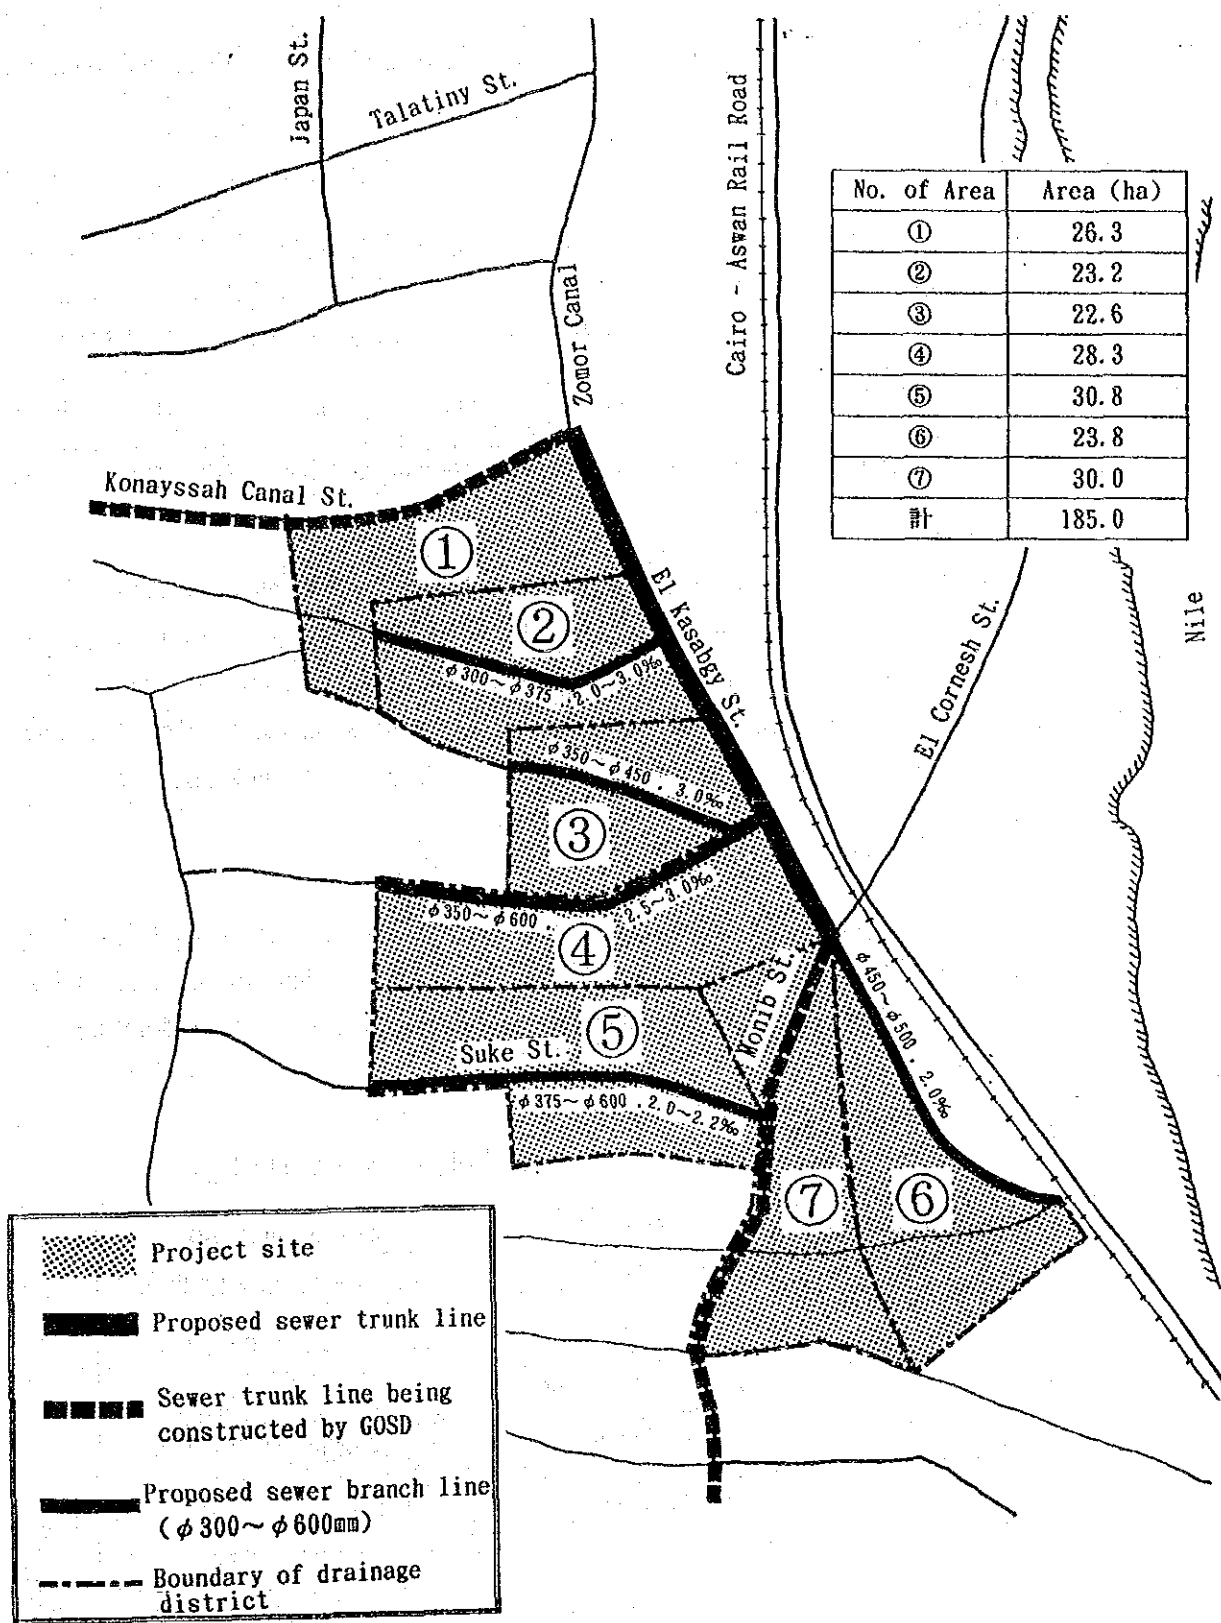 Japan St.
Talatiny St.
Zomor Canal
Cairo - Aswan Rail Road
No. of Area Area (ha)
① 26.3
② 23.2
③ 22.6
④ 28.3
⑤ 30.8
⑥ 23.8
⑦ 30.0
計 185.0
Konayssah Canal St.
①
②
El Kasabgy St.
φ300～φ375 .2.0～3.0‰
φ350～φ450 . 3.0‰
③
φ350～φ600 . 2.5～3.0‰
④
El Cornesh St.
Nile
Monib St.
φ450～φ500 . 2.0‰
⑤
Suke St.
φ375～φ600 .2.0～2.2‰
⑦
⑥
Project site
Proposed sewer trunk line
Sewer trunk line being
constructed by GOSD
Proposed sewer branch line
(φ300～φ600mm)
Boundary of drainage
district